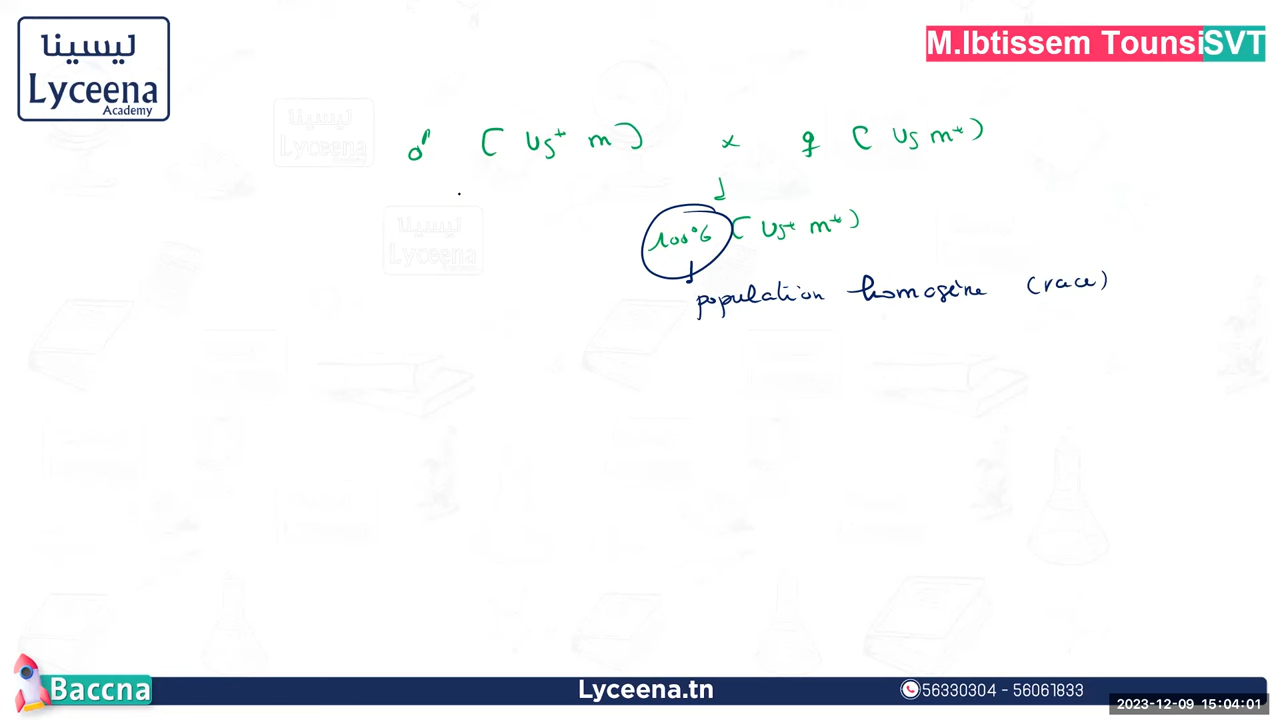 ليسينا
Lyceena
Academy
M.Ibtissem TounsiSVT
♂ ( vg+ m ) × ♀ ( vg m+ )
↓
100% ( vg+ m+ )
↓
population homogène (race)
Baccna
Lyceena.tn
56330304 - 56061833
2023-12-09 15:04:01